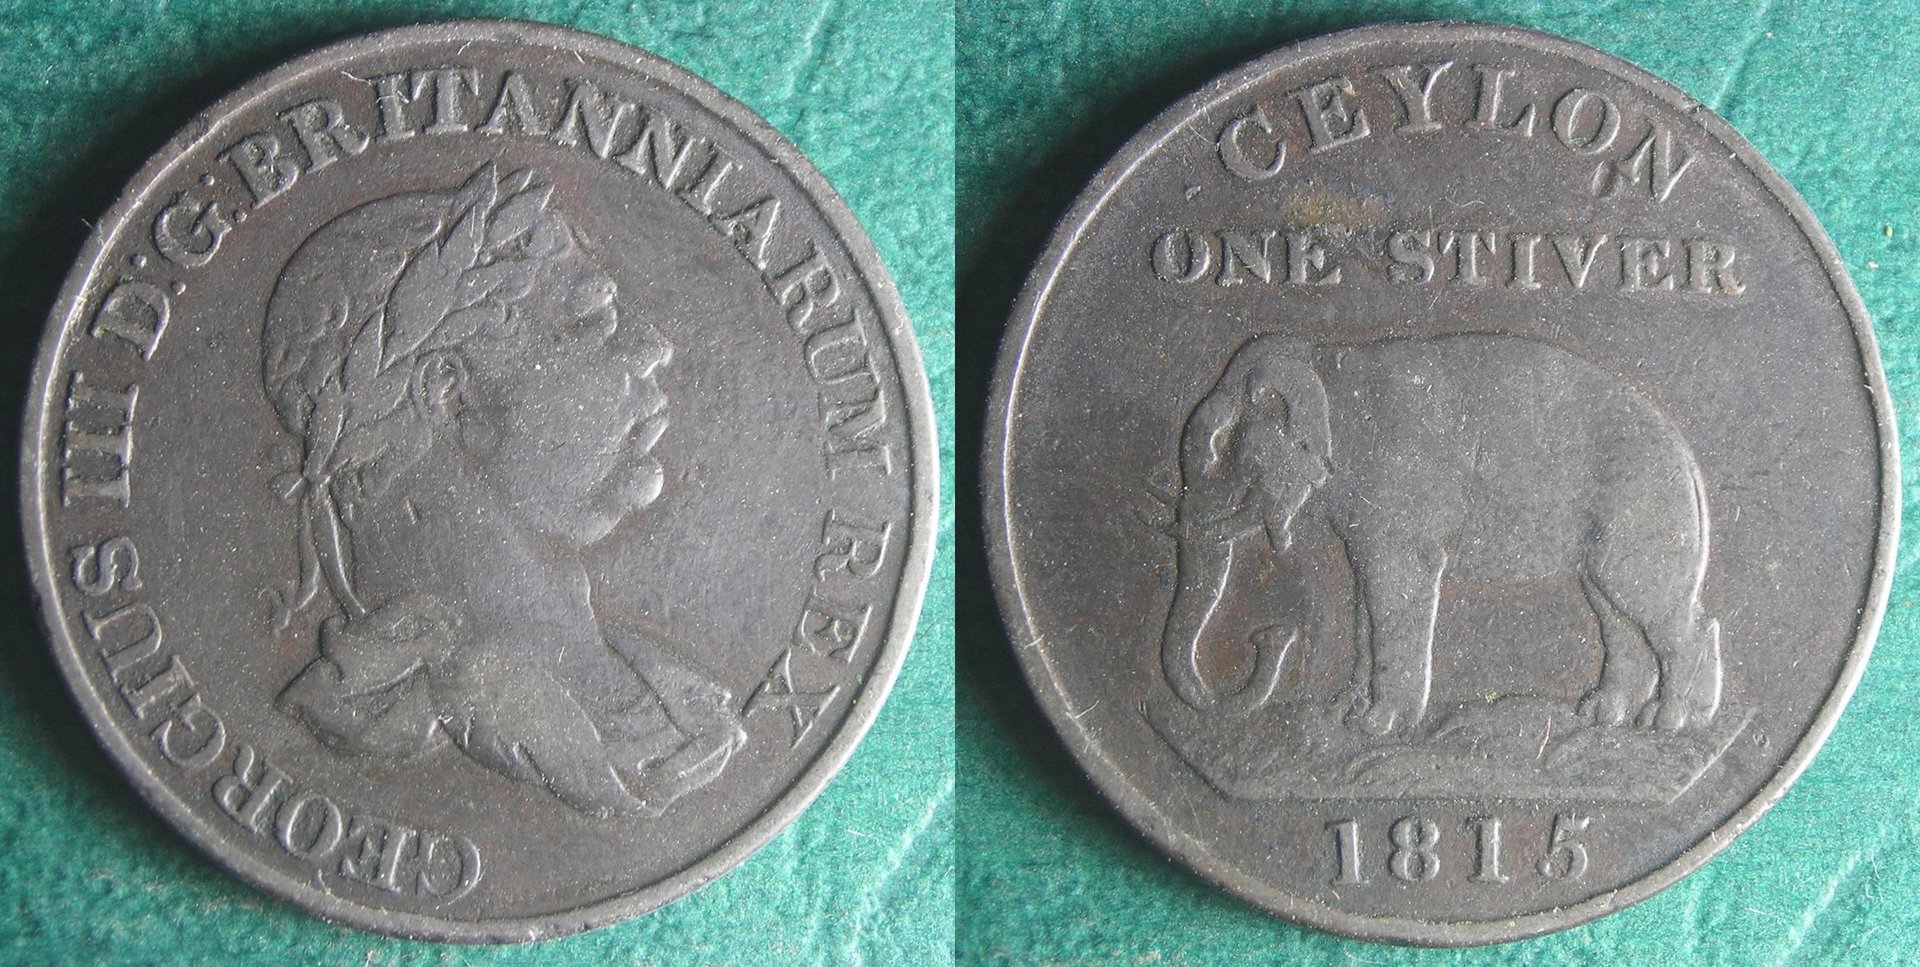 GEORGIUS III D:G:BRITANNIARUM REX
CEYLON
ONE STIVER
1815